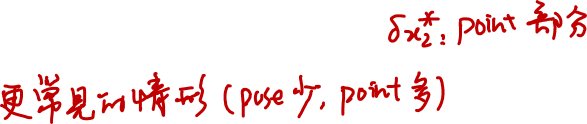 δx₂*: point 部分
更常见的情形 (pose 少, point 多)